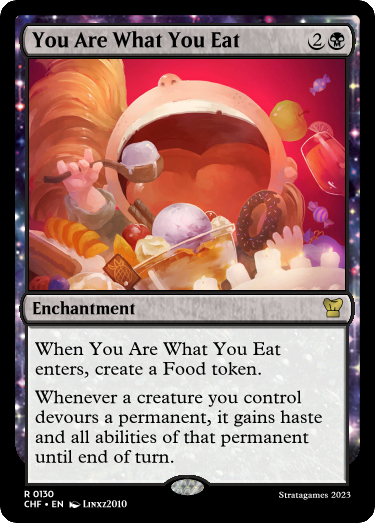 You Are What You Eat 2
Enchantment
When You Are What You Eat
enters, create a Food token.
Whenever a creature you control
devours a permanent, it gains haste
and all abilities of that permanent
until end of turn.
R 0130 Stratagames 2023
CHF • EN Linxz2010